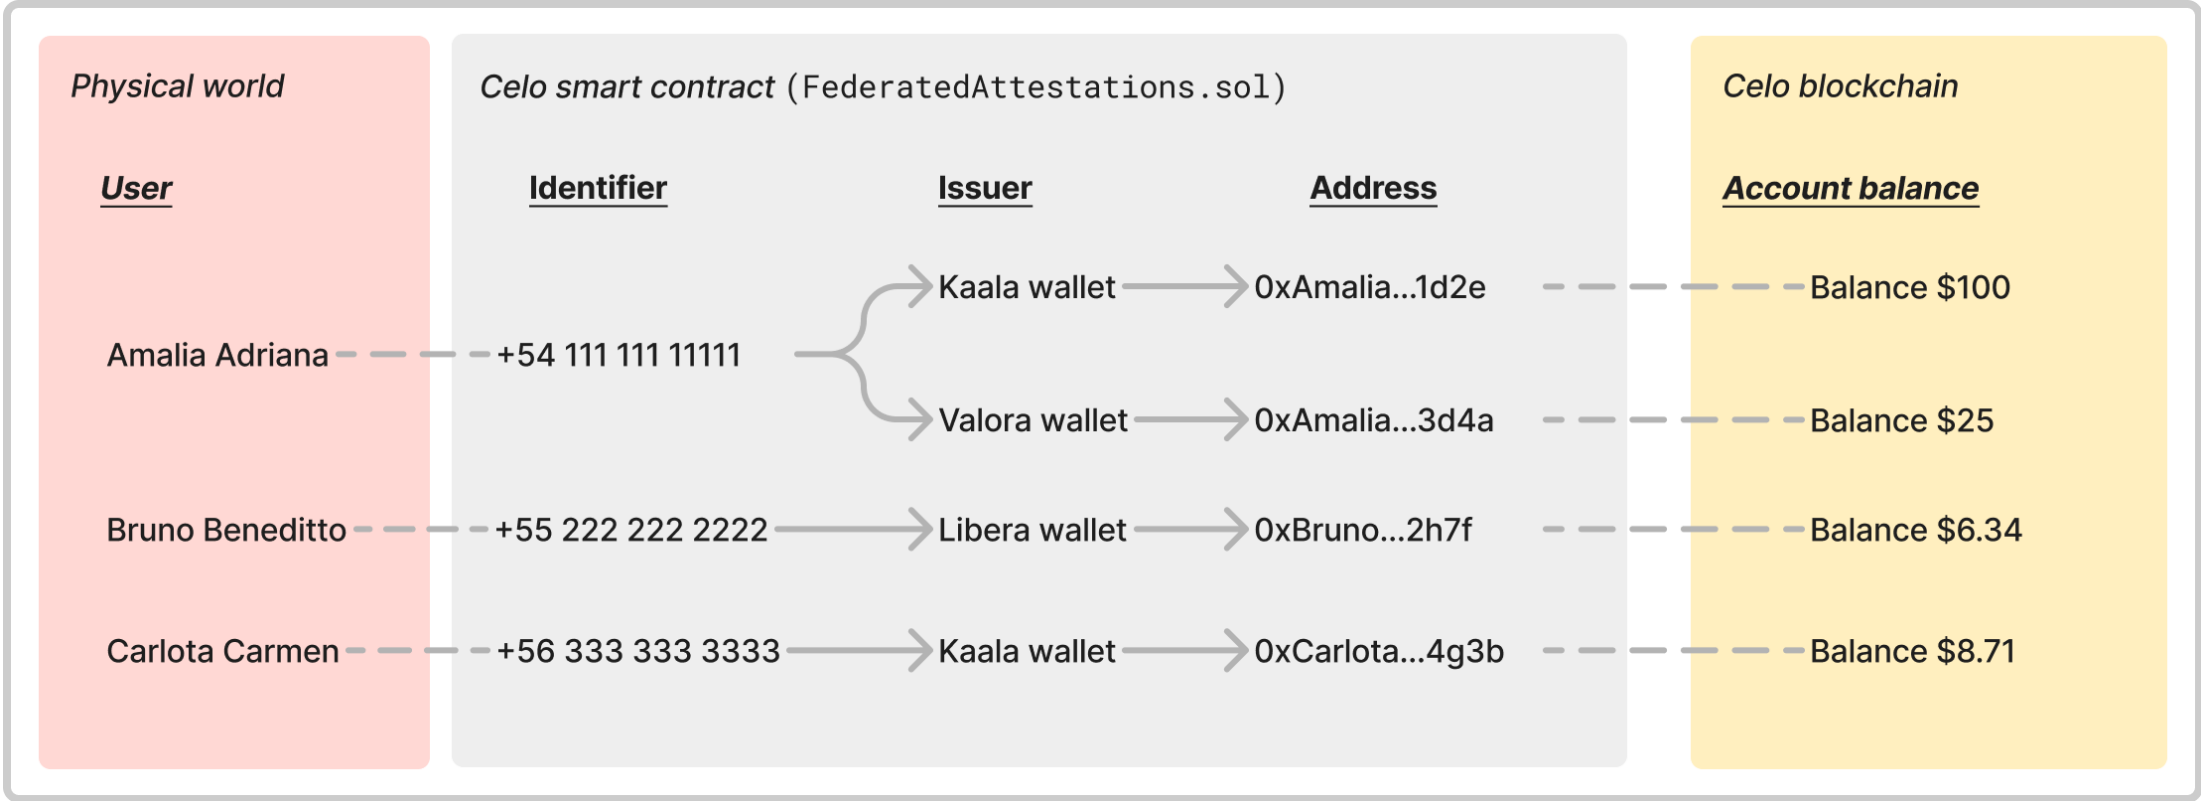 Physical world
Celo smart contract (FederatedAttestations.sol)
Celo blockchain
User
Identifier
Issuer
Address
Account balance
Kaala wallet
0xAmalia...1d2e
Balance $100
Amalia Adriana
+54 111 111 11111
Valora wallet
0xAmalia...3d4a
Balance $25
Bruno Beneditto
+55 222 222 2222
Libera wallet
0xBruno...2h7f
Balance $6.34
Carlota Carmen
+56 333 333 3333
Kaala wallet
0xCarlota...4g3b
Balance $8.71